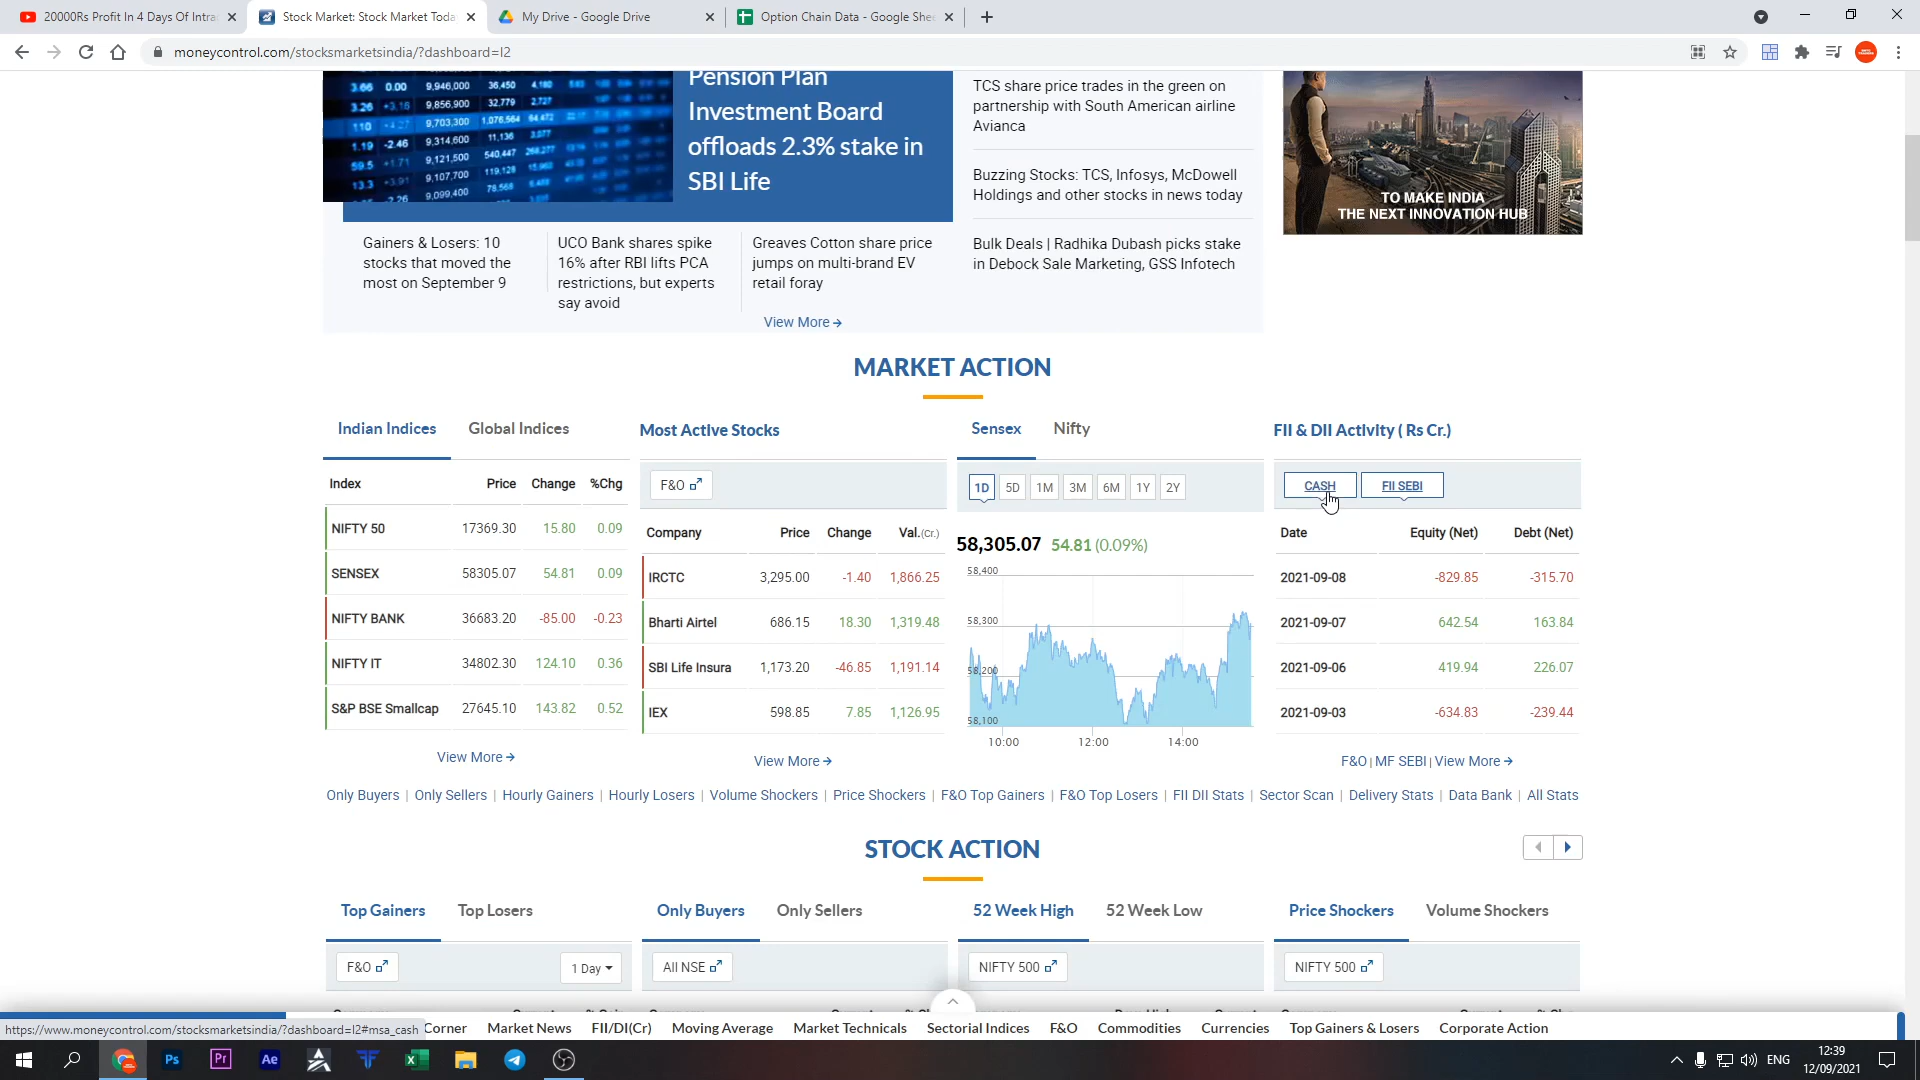 20000Rs Profit In 4 Days Of Intra
Stock Market: Stock Market Toda
My Drive - Google Drive
Option Chain Data - Google She
moneycontrol.com/stocksmarketsindia/?dashboard=l2
Pension Plan
Investment Board
offloads 2.3% stake in
SBI Life
TCS share price trades in the green on
partnership with South American airline
Avianca
Buzzing Stocks: TCS, Infosys, McDowell
Holdings and other stocks in news today
Bulk Deals | Radhika Dubash picks stake
in Debock Sale Marketing, GSS Infotech
TO MAKE INDIA
THE NEXT INNOVATION HUB
Gainers & Losers: 10
stocks that moved the
most on September 9
UCO Bank shares spike
16% after RBI lifts PCA
restrictions, but experts
say avoid
Greaves Cotton share price
jumps on multi-brand EV
retail foray
View More →
MARKET ACTION
Indian Indices Global Indices
Index Price Change %Chg
NIFTY 50 17369.30 15.80 0.09
SENSEX 58305.07 54.81 0.09
NIFTY BANK 36683.20 -85.00 -0.23
NIFTY IT 34802.30 124.10 0.36
S&P BSE Smallcap 27645.10 143.82 0.52
View More →
Most Active Stocks
F&O
Company Price Change Val.(Cr.)
IRCTC 3,295.00 -1.40 1,866.25
Bharti Airtel 686.15 18.30 1,319.48
SBI Life Insura 1,173.20 -46.85 1,191.14
IEX 598.85 7.85 1,126.95
View More →
Sensex Nifty
1D 5D 1M 3M 6M 1Y 2Y
58,305.07 54.81 (0.09%)
58,400
58,300
58,200
58,100
10:00 12:00 14:00
FII & DII Activity ( Rs Cr.)
CASH FII SEBI
Date Equity (Net) Debt (Net)
2021-09-08 -829.85 -315.70
2021-09-07 642.54 163.84
2021-09-06 419.94 226.07
2021-09-03 -634.83 -239.44
F&O | MF SEBI | View More →
Only Buyers | Only Sellers | Hourly Gainers | Hourly Losers | Volume Shockers | Price Shockers | F&O Top Gainers | F&O Top Losers | FII DII Stats | Sector Scan | Delivery Stats | Data Bank | All Stats
STOCK ACTION
Top Gainers Top Losers
F&O 1 Day
Only Buyers Only Sellers
All NSE
52 Week High 52 Week Low
NIFTY 500
Price Shockers Volume Shockers
NIFTY 500
https://www.moneycontrol.com/stocksmarketsindia/?dashboard=l2#msa_cash
Corner Market News FII/DI(Cr) Moving Average Market Technicals Sectorial Indices F&O Commodities Currencies Top Gainers & Losers Corporate Action
Ps Pr Ae
ENG
12:39
12/09/2021